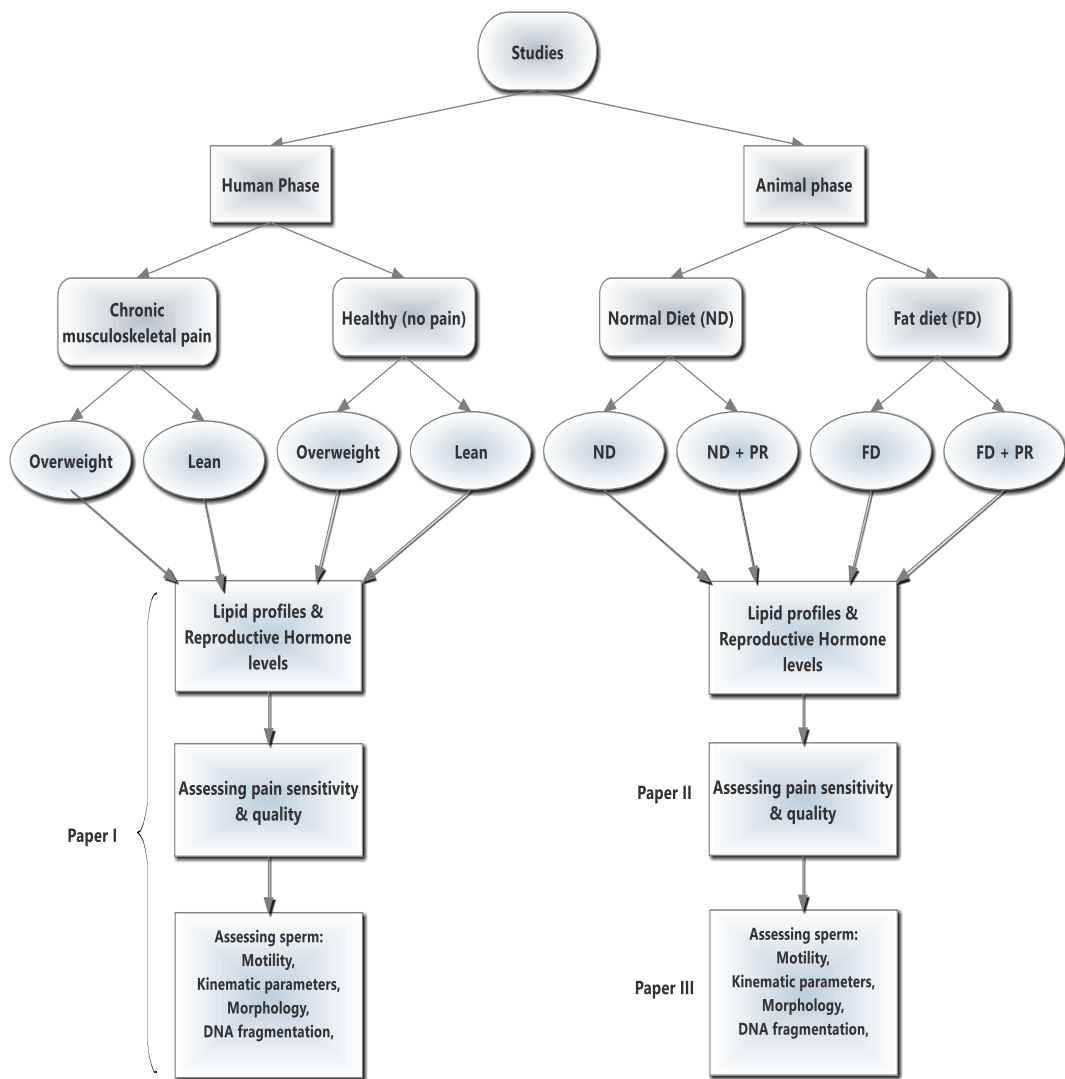 Studies
Human Phase
Animal phase
Chronic
musculoskeletal pain
Healthy (no pain)
Normal Diet (ND)
Fat diet (FD)
Overweight
Lean
Overweight
Lean
ND
ND + PR
FD
FD + PR
Lipid profiles &
Reproductive Hormone
levels
Lipid profiles &
Reproductive Hormone
levels
Assessing pain sensitivity
& quality
Paper II
Assessing pain sensitivity
& quality
Paper I
Assessing sperm:
Motility,
Kinematic parameters,
Morphology,
DNA fragmentation,
Paper III
Assessing sperm:
Motility,
Kinematic parameters,
Morphology,
DNA fragmentation,